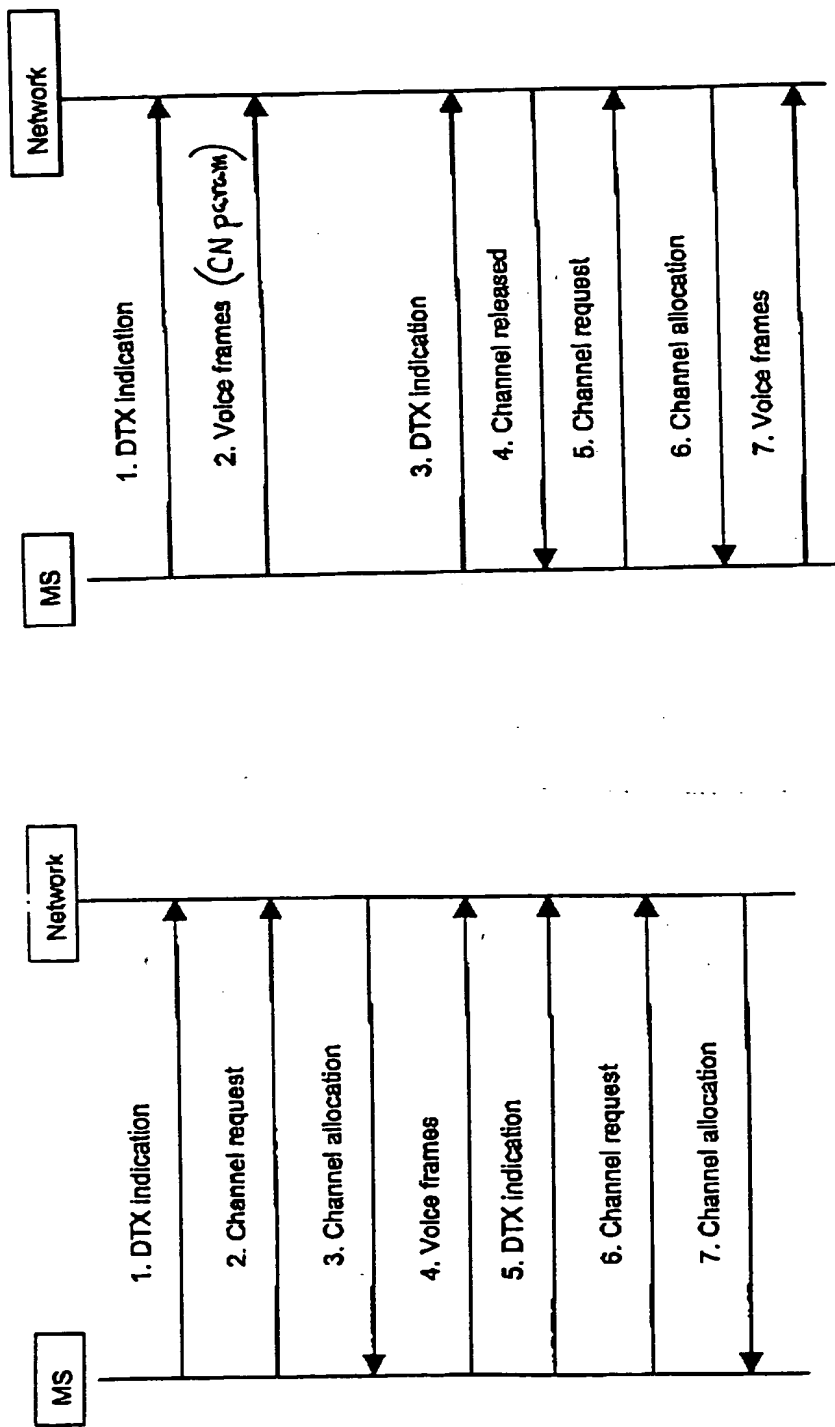 MS
Network
1. DTX indication
2. Channel request
3. Channel allocation
4. Voice frames
5. DTX indication
6. Channel request
7. Channel allocation
MS
Network
1. DTX indication
2. Voice frames (CN param)
3. DTX indication
4. Channel released
5. Channel request
6. Channel allocation
7. Voice frames